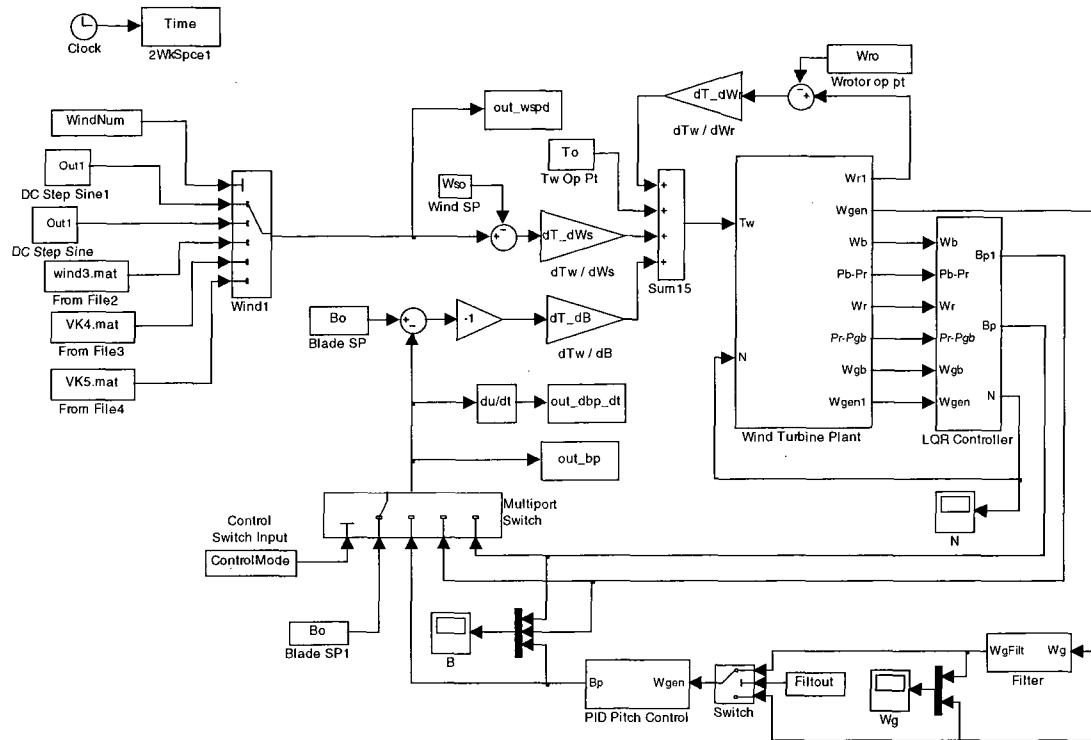 Time
Clock
2WkSpce1
Wro
Wrotor op pt
out_wspd
dT_dWr
dTw / dWr
WindNum
Out1
DC Step Sine1
Out1
DC Step Sine
wind3.mat
From File2
VK4.mat
From File3
VK5.mat
From File4
Wind1
To
Tw Op Pt
Wso
Wind SP
dT_dWs
dTw / dWs
Sum15
Bo
Blade SP
-1
dT_dB
dTw / dB
Tw
N
Wr1
Wgen
Wb
Pb-Pr
Wr
Pr-Pgb
Wgb
Wgen1
Wind Turbine Plant
Wb
Pb-Pr
Wr
Pr-Pgb
Wgb
Wgen
Bp1
Bp
N
LQR Controller
du/dt
out_dbp_dt
out_bp
Multiport
Switch
Control
Switch Input
ControlMode
N
Bo
Blade SP1
B
Bp
Wgen
PID Pitch Control
Switch
Filtout
Wg
WgFilt
Wg
Filter